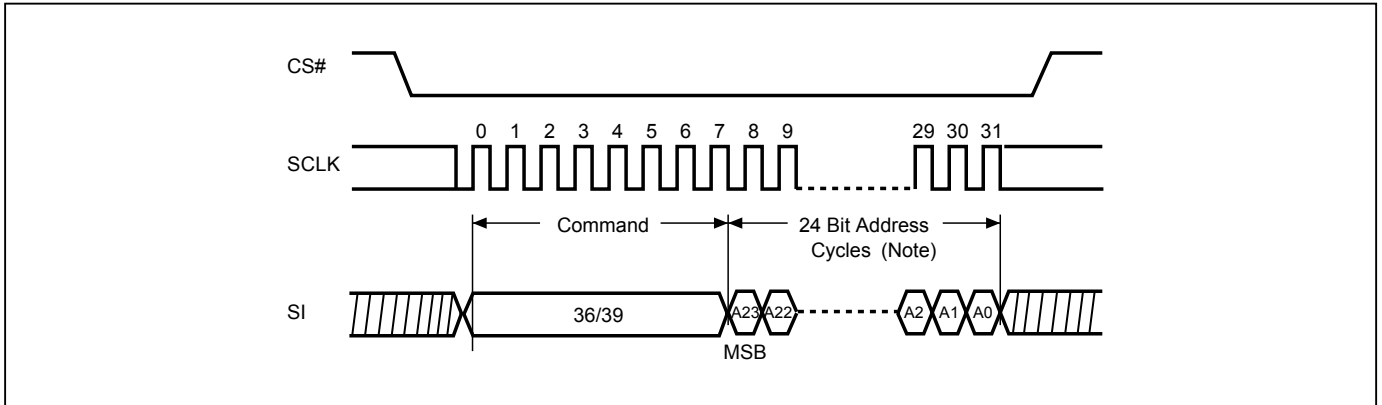 CS#
0 1 2 3 4 5 6 7 8 9 29 30 31
SCLK
Command 24 Bit Address
Cycles (Note)
SI 36/39 A23 A22 A2 A1 A0
MSB